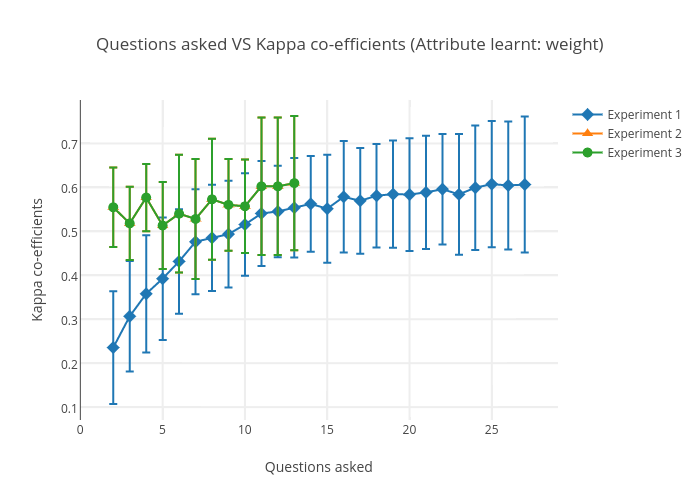 Questions asked VS Kappa co-efficients (Attribute learnt: weight)
Experiment 1
Experiment 2
Experiment 3
Kappa co-efficients
0.7
0.6
0.5
0.4
0.3
0.2
0.1
0 5 10 15 20 25
Questions asked